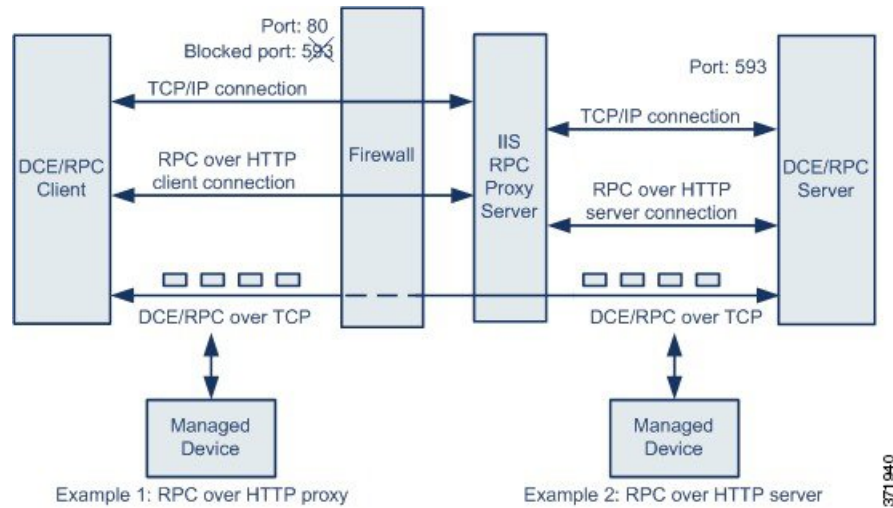 Port: 80
Blocked port: 593
Port: 593
TCP/IP connection
TCP/IP connection
DCE/RPC
Client
RPC over HTTP
client connection
Firewall
IIS
RPC
Proxy
Server
RPC over HTTP
server connection
DCE/RPC
Server
DCE/RPC over TCP
DCE/RPC over TCP
Managed
Device
Managed
Device
Example 1: RPC over HTTP proxy
Example 2: RPC over HTTP server
371940